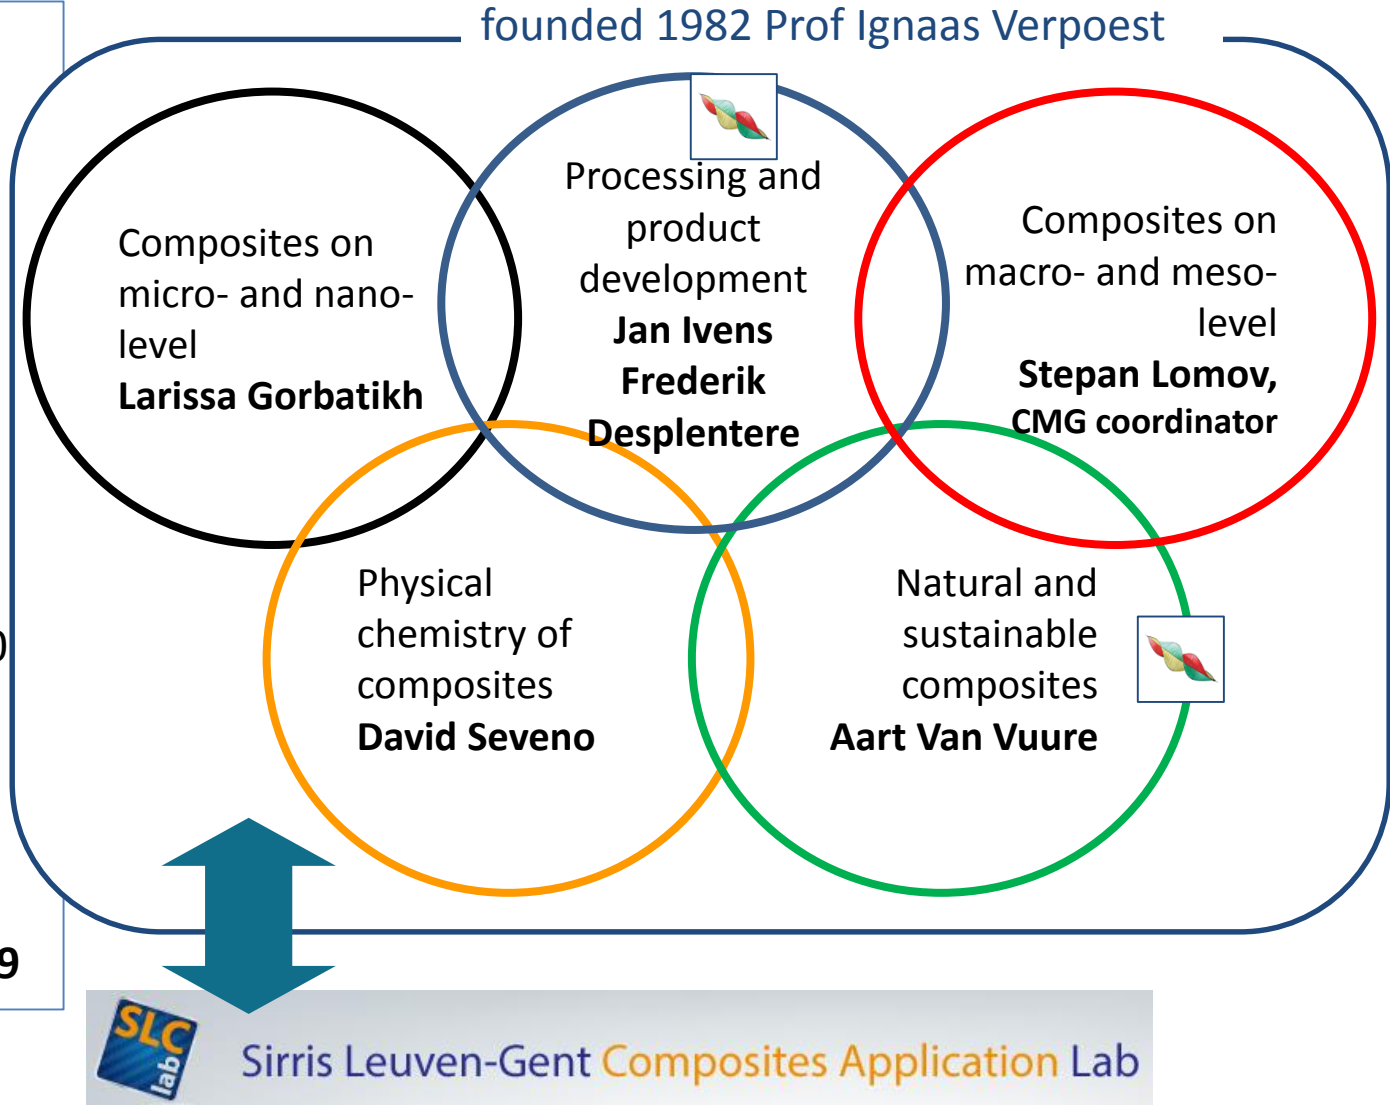 founded 1982 Prof Ignaas Verpoest
Composites on
micro- and nano-
level
Larissa Gorbatikh
Processing and
product
development
Jan Ivens
Frederik
Desplentere
Composites on
macro- and meso-
level
Stepan Lomov,
CMG coordinator
Physical
chemistry of
composites
David Seveno
Natural and
sustainable
composites
Aart Van Vuure
9
SLC
lab
Sirris Leuven-Gent Composites Application Lab